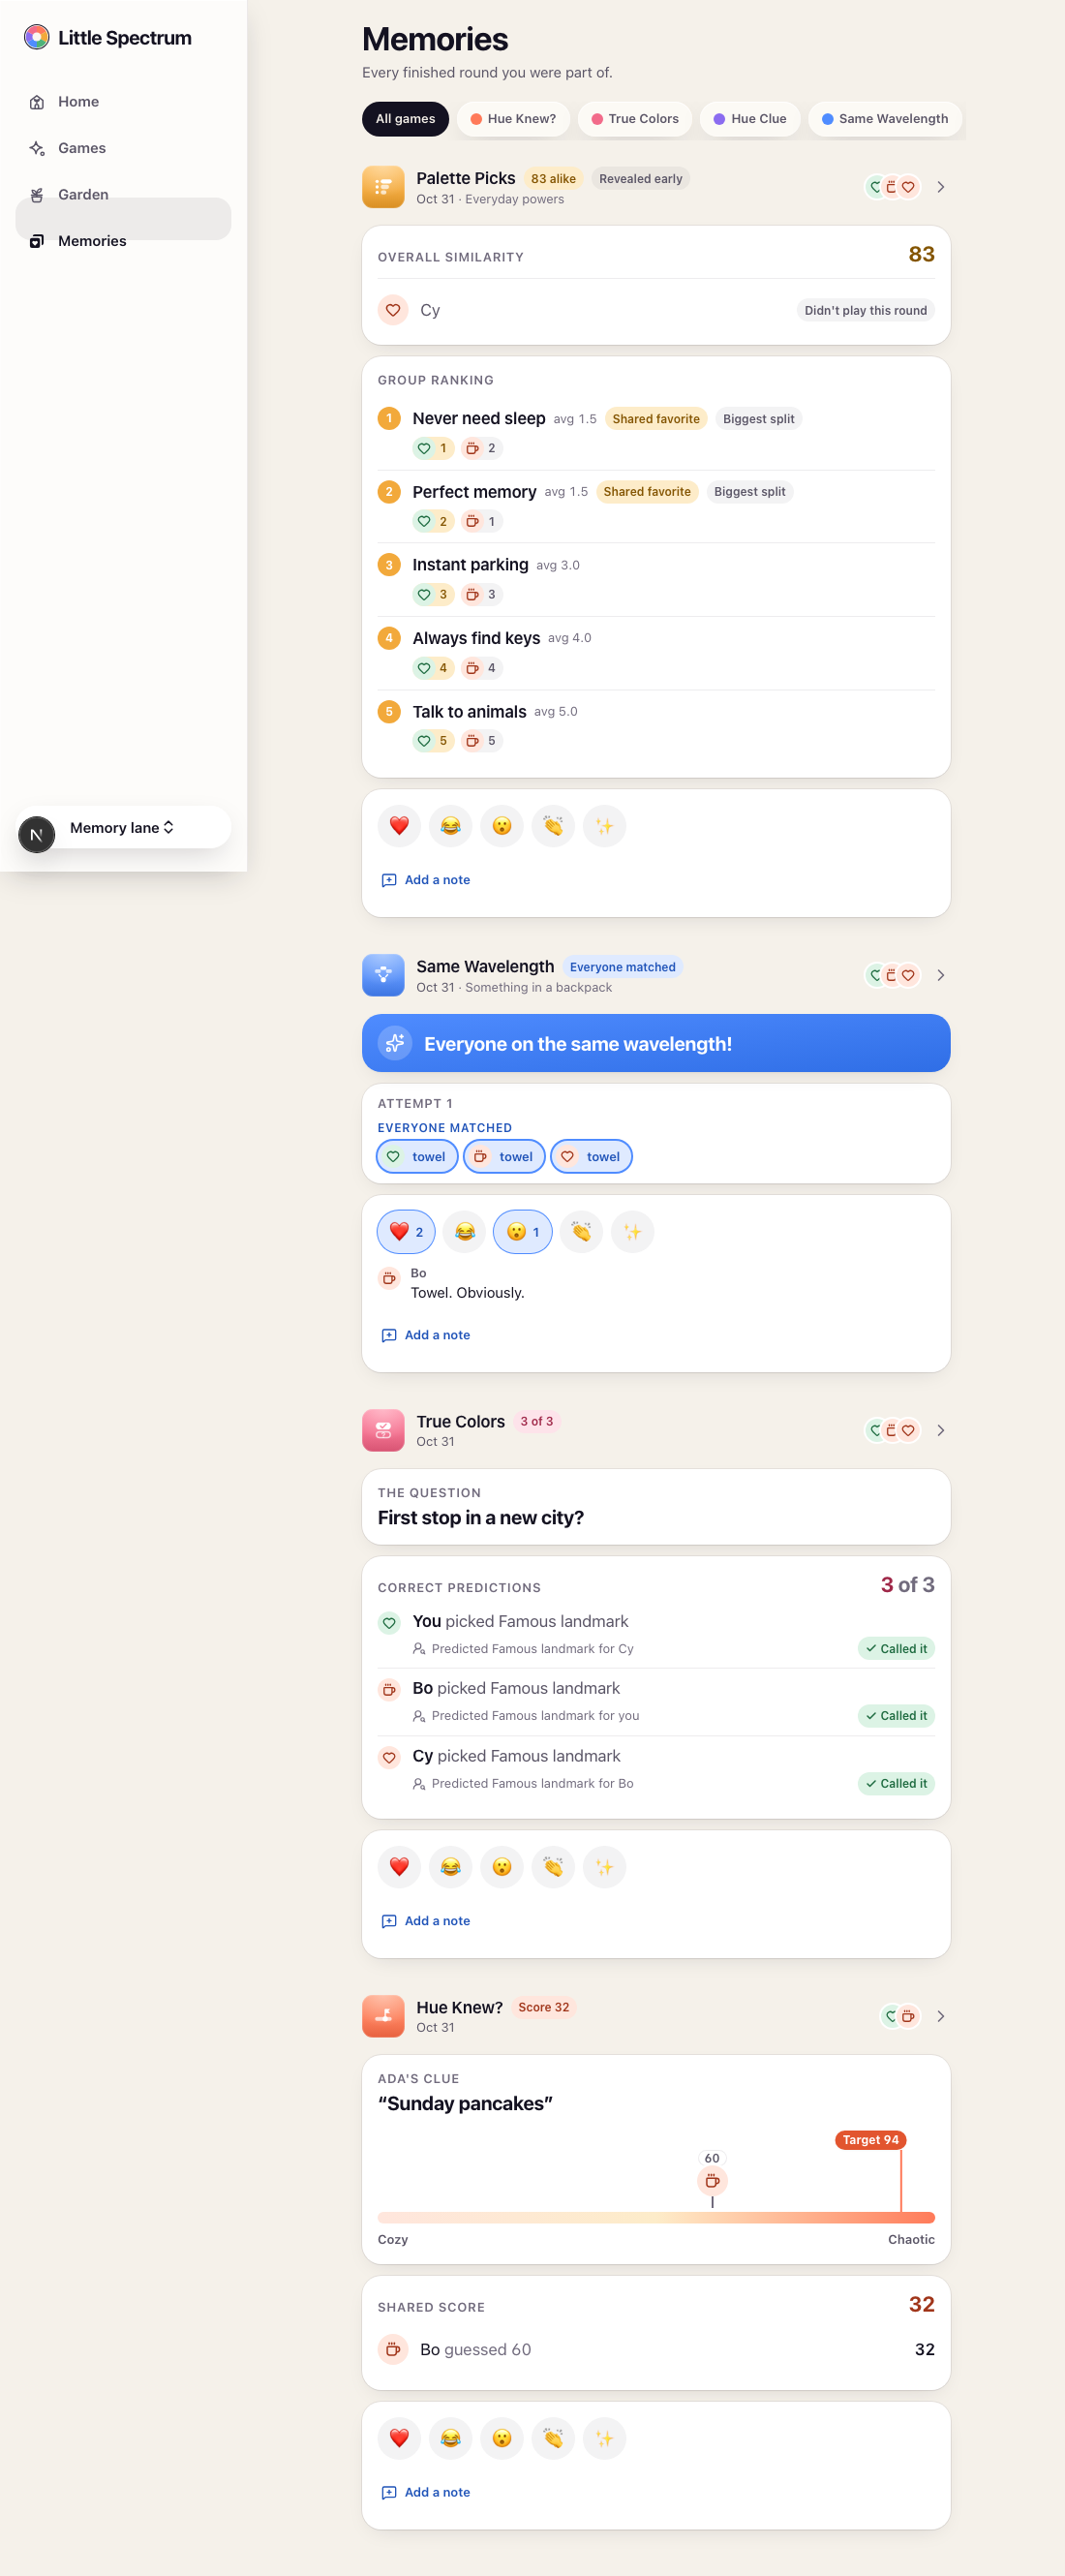 Little Spectrum
Home
Games
Garden
Memories
N
Memory lane
Memories
Every finished round you were part of.
All games
Hue Knew?
True Colors
Hue Clue
Same Wavelength
Palette Picks 83 alike Revealed early
Oct 31 · Everyday powers
OVERALL SIMILARITY 83
Cy Didn't play this round
GROUP RANKING
1 Never need sleep avg 1.5 Shared favorite Biggest split
1 2
2 Perfect memory avg 1.5 Shared favorite Biggest split
2 1
3 Instant parking avg 3.0
3 3
4 Always find keys avg 4.0
4 4
5 Talk to animals avg 5.0
5 5
Add a note
Same Wavelength Everyone matched
Oct 31 · Something in a backpack
Everyone on the same wavelength!
ATTEMPT 1
EVERYONE MATCHED
towel towel towel
2 1
Bo
Towel. Obviously.
Add a note
True Colors 3 of 3
Oct 31
THE QUESTION
First stop in a new city?
CORRECT PREDICTIONS 3 of 3
You picked Famous landmark
Predicted Famous landmark for Cy Called it
Bo picked Famous landmark
Predicted Famous landmark for you Called it
Cy picked Famous landmark
Predicted Famous landmark for Bo Called it
Add a note
Hue Knew? Score 32
Oct 31
ADA'S CLUE
“Sunday pancakes”
Target 94
60
Cozy Chaotic
SHARED SCORE 32
Bo guessed 60 32
Add a note